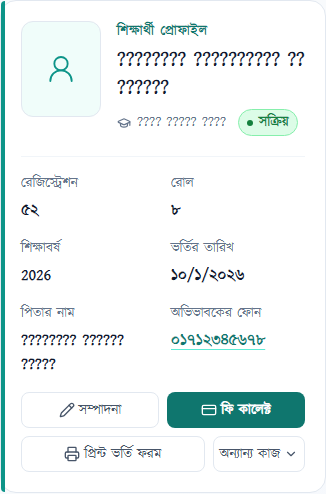 শিক্ষার্থী প্রোফাইল
???????? ?????????? ??
??????
???? ????? ????
সক্রিয়
রেজিস্ট্রেশন
রোল
৫২
৮
শিক্ষাবর্ষ
ভর্তির তারিখ
2026
১০/১/২০২৬
পিতার নাম
অভিভাবকের ফোন
???????? ??????
?????
০১৭১২৩৪৫৬৭৮
সম্পাদনা
ফি কালেক্ট
প্রিন্ট ভর্তি ফরম
অন্যান্য কাজ